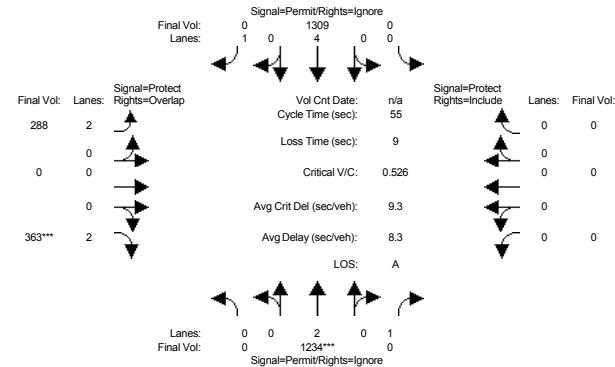 Signal=Permit/Rights=Ignore
Final Vol: 0 1309 0
Lanes: 1 0 4 0 0
Signal=Protect Signal=Protect
Final Vol: Lanes: Rights=Overlap Vol Cnt Date: n/a Rights=Include Lanes: Final Vol:
Cycle Time (sec): 55
288 2 0 0
Loss Time (sec): 9
0 0
0 0 Critical V/C: 0.526 0 0
0 Avg Crit Del (sec/veh): 9.3 0
363*** 2 Avg Delay (sec/veh): 8.3 0 0
LOS: A
Lanes: 0 0 2 0 1
Final Vol: 0 1234*** 0
Signal=Permit/Rights=Ignore